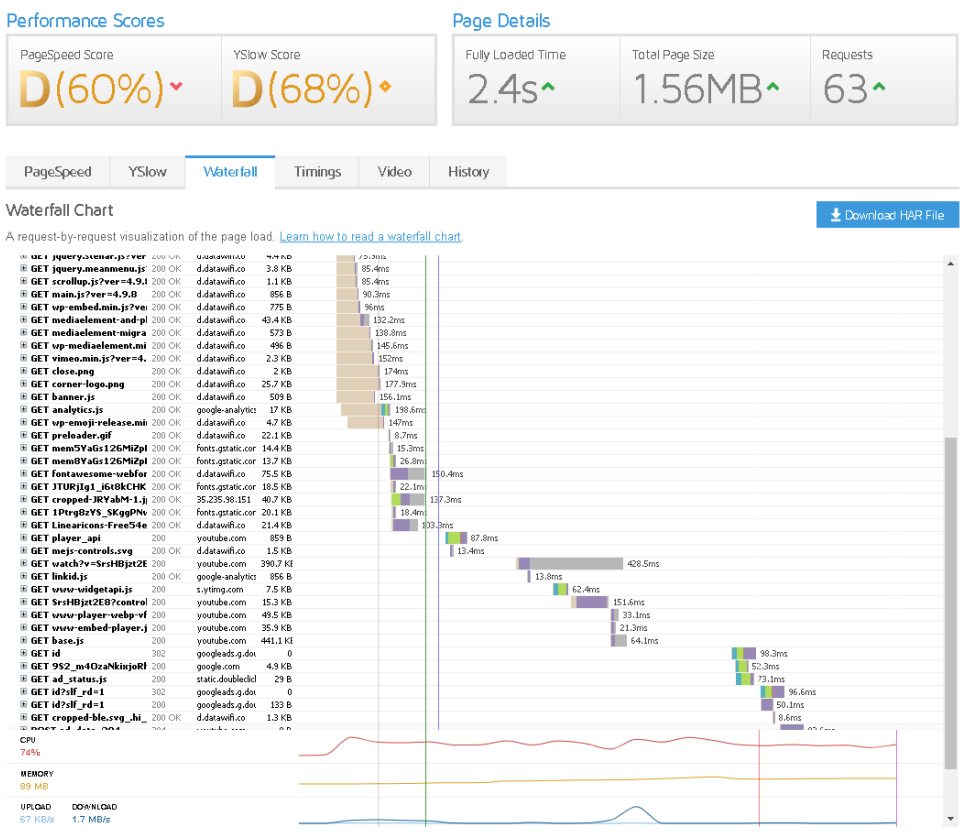 Performance Scores
Page Details
PageSpeed Score
YSlow Score
Fully Loaded Time
Total Page Size
Requests
D(60%)
D(68%)
2.4s
1.56MB
63
PageSpeed YSlow Waterfall Timings Video History
Waterfall Chart
Download HAR File
A request-by-request visualization of the page load. Learn how to read a waterfall chart.
GET jquery.stellar.js?ver 200 OK d.datawifi.co 4.4 KB 75.9ms
GET jquery.meanmenu.js 200 OK d.datawifi.co 3.8 KB 85.4ms
GET scrollup.js?ver=4.9.8 200 OK d.datawifi.co 1.1 KB 85.4ms
GET main.js?ver=4.9.8 200 OK d.datawifi.co 856 B 90.3ms
GET wp-embed.min.js?ve 200 OK d.datawifi.co 775 B 96ms
GET mediaelement-and-pl 200 OK d.datawifi.co 43.4 KB 132.2ms
GET mediaelement-migra 200 OK d.datawifi.co 573 B 138.8ms
GET wp-mediaelement.mi 200 OK d.datawifi.co 496 B 145.6ms
GET vimeo.min.js?ver=4. 200 OK d.datawifi.co 2.3 KB 152ms
GET close.png 200 OK d.datawifi.co 2 KB 174ms
GET corner-logo.png 200 OK d.datawifi.co 25.7 KB 177.9ms
GET banner.js 200 OK d.datawifi.co 509 B 156.1ms
GET analytics.js 200 OK google-analytics 17 KB 198.6ms
GET wp-emoji-release.mi 200 OK d.datawifi.co 4.7 KB 147ms
GET preloader.gif 200 OK d.datawifi.co 22.1 KB 8.7ms
GET mem5YaGs126MiZpl 200 OK fonts.gstatic.cor 14.4 KB 15.3ms
GET mem8YaGs126MiZpl 200 OK fonts.gstatic.cor 13.7 KB 26.8ms
GET fontawesome-webfor 200 OK d.datawifi.co 75.5 KB 150.4ms
GET JTURjIg1_i6t8kCHK 200 OK fonts.gstatic.cor 18.5 KB 22.1ms
GET cropped-JRYabM-1.j 200 OK 35.235.98.151 40.7 KB 137.3ms
GET 1Ptrg8zYS_SKggPNv 200 OK fonts.gstatic.cor 20.1 KB 18.4ms
GET Linearicons-Free54e 200 OK d.datawifi.co 21.4 KB 103.3ms
GET player_api 200 youtube.com 859 B 87.8ms
GET mejs-controls.svg 200 OK d.datawifi.co 1.5 KB 13.4ms
GET watch?v=SrsHBjzt2E 200 youtube.com 390.7 KB 428.5ms
GET linkid.js 200 OK google-analytics 856 B 13.8ms
GET www-widgetapi.js 200 s.ytimg.com 7.5 KB 62.4ms
GET SrsHBjzt2E8?control 200 youtube.com 15.3 KB 151.6ms
GET www-player-webp-vf 200 youtube.com 49.5 KB 33.1ms
GET www-embed-player.j 200 youtube.com 35.9 KB 21.3ms
GET base.js 200 youtube.com 441.1 KB 64.1ms
GET id 302 googleads.g.dou 0 98.3ms
GET 9S2_m4OzaNkixjoRh 200 google.com 4.9 KB 52.3ms
GET ad_status.js 200 static.doubleclicl 29 B 73.1ms
GET id?slf_rd=1 302 googleads.g.dou 0 96.6ms
GET id?slf_rd=1 200 googleads.g.dou 133 B 50.1ms
GET cropped-ble.svg_.hi_ 200 OK d.datawifi.co 1.3 KB 8.6ms
CPU
74%
MEMORY
89 MB
UPLOAD DOWNLOAD
67 KB/s 1.7 MB/s